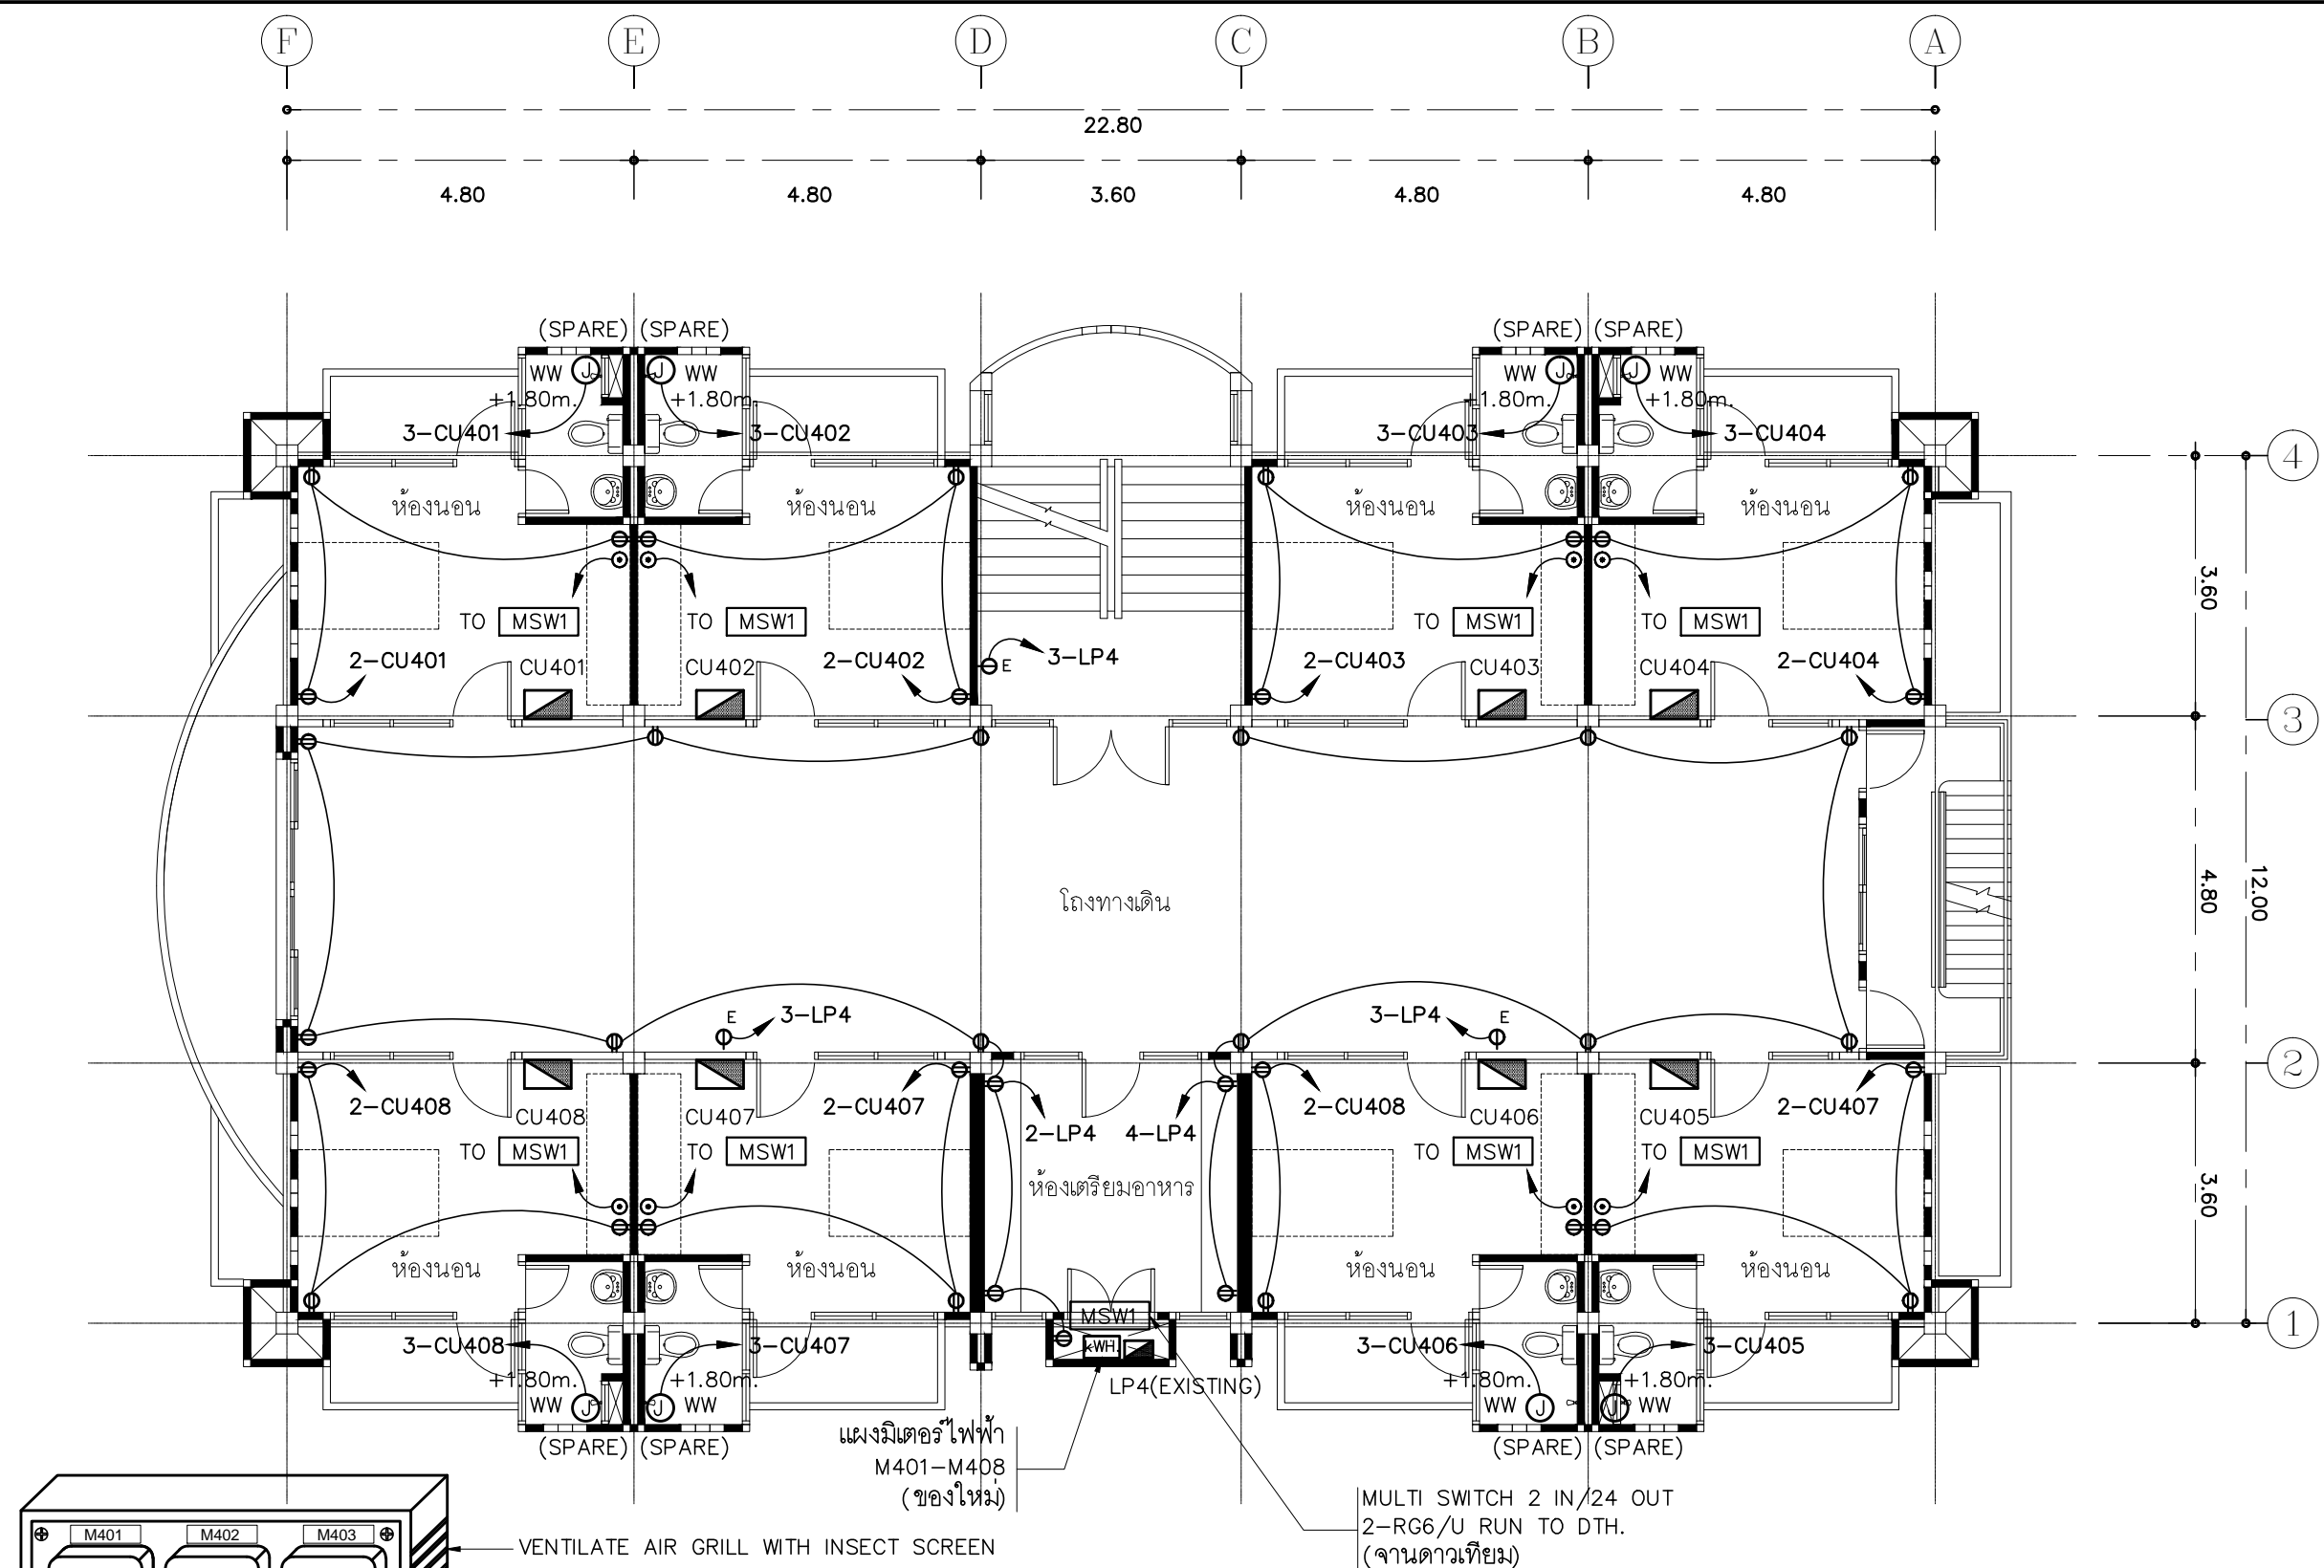 F E D C B A
22.80
4.80 4.80 3.60 4.80 4.80
(SPARE) (SPARE) (SPARE) (SPARE)
WW J J WW WW J J WW
+1.80m. +1.80m. +1.80m. +1.80m.
3-CU401 3-CU402 3-CU403 3-CU404
4
ห้องนอน ห้องนอน ห้องนอน ห้องนอน
3.60
TO MSW1 TO MSW1 TO MSW1 TO MSW1
E 3-LP4
2-CU401 CU401 CU402 2-CU402 2-CU403 CU403 CU404 2-CU404
3
โถงทางเดิน
4.80
12.00
E 3-LP4 3-LP4 E
2
2-CU408 CU408 CU407 2-CU407 2-LP4 4-LP4 2-CU408 CU406 CU405 2-CU407
TO MSW1 TO MSW1 TO MSW1 TO MSW1
ห้องเตรียมอาหาร
3.60
ห้องนอน ห้องนอน ห้องนอน ห้องนอน
MSW1
1
3-CU408 3-CU407 KWH. 3-CU406 3-CU405
+1.80m. +1.80m. LP4(EXISTING) +1.80m. +1.80m.
WW J J WW WW J J WW
(SPARE) (SPARE) (SPARE) (SPARE)
แผงมิเตอร์ไฟฟ้า
M401-M408
(ของใหม่)
MULTI SWITCH 2 IN/24 OUT
2-RG6/U RUN TO DTH.
(จานดาวเทียม)
M401 M402 M403
VENTILATE AIR GRILL WITH INSECT SCREEN